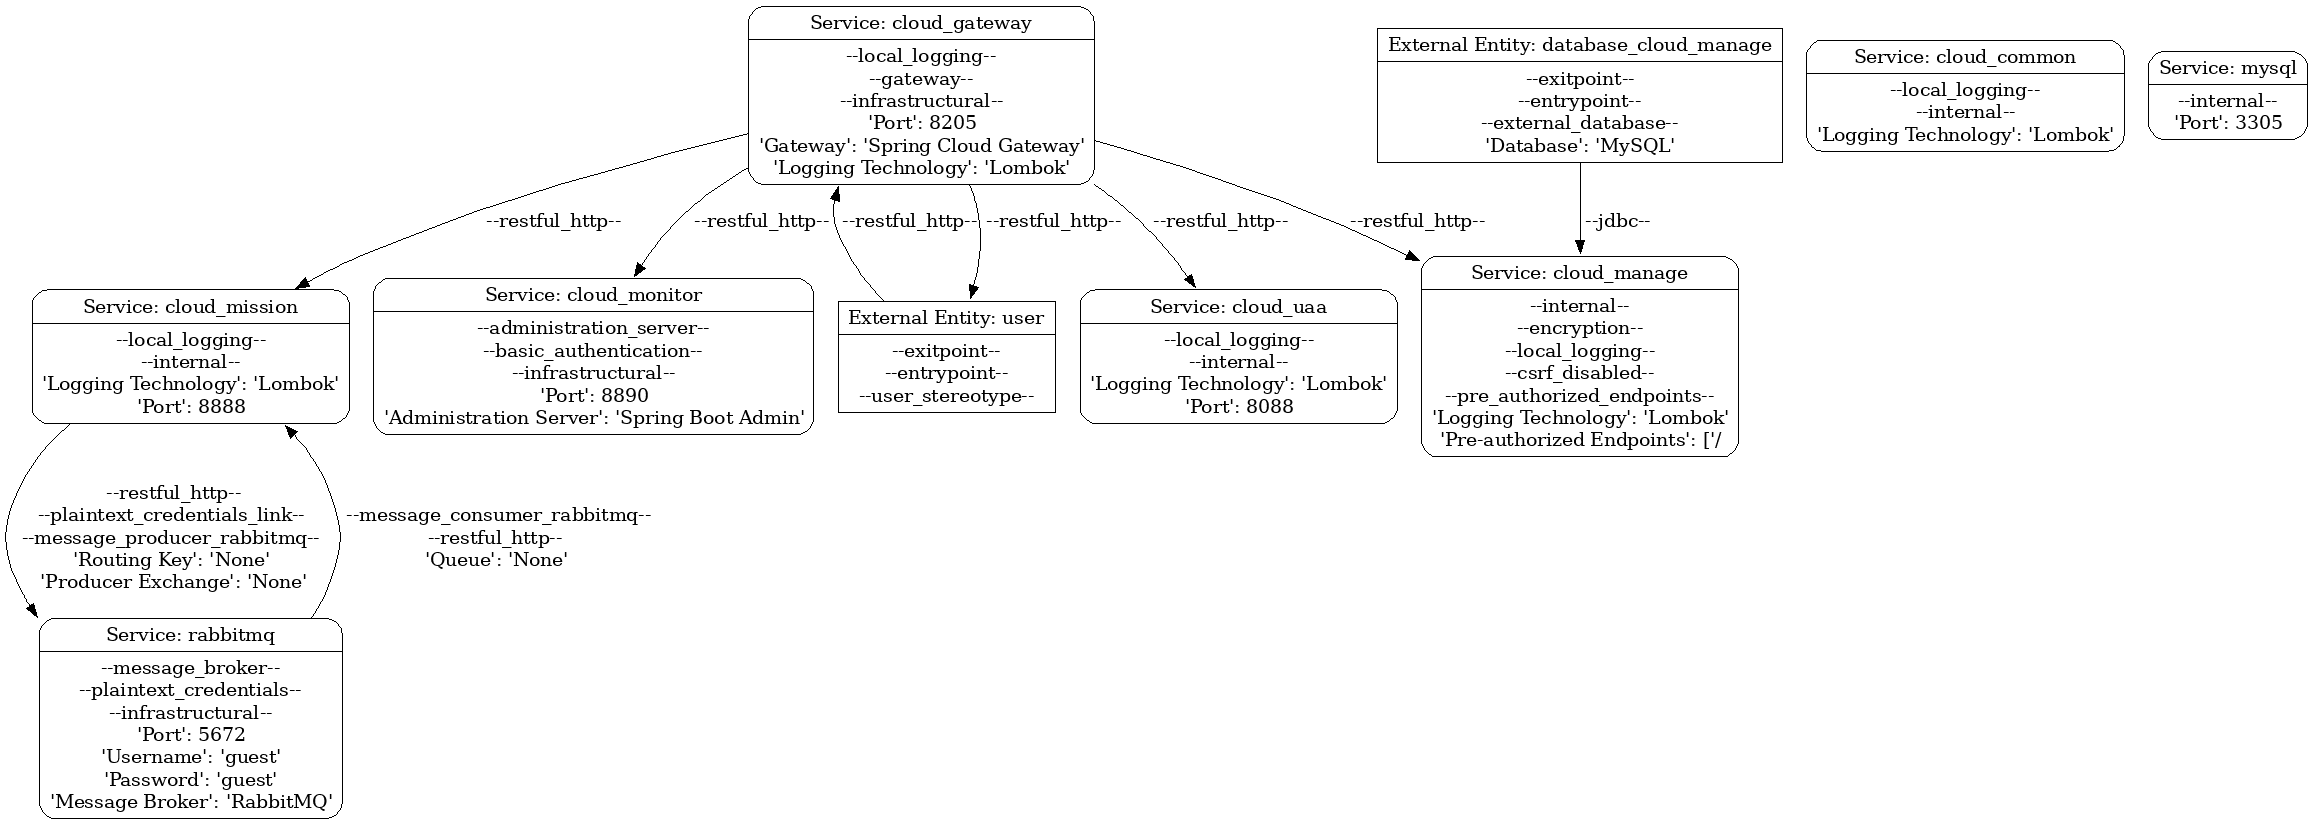 Service: cloud_gateway
--local_logging--
--gateway--
--infrastructural--
'Port': 8205
'Gateway': 'Spring Cloud Gateway'
'Logging Technology': 'Lombok'
External Entity: database_cloud_manage
--exitpoint--
--entrypoint--
--external_database--
'Database': 'MySQL'
Service: cloud_common
--local_logging--
--internal--
'Logging Technology': 'Lombok'
Service: mysql
--internal--
'Port': 3305
--restful_http--
--restful_http--
--restful_http--
--restful_http--
--restful_http--
--restful_http--
--jdbc--
Service: cloud_mission
--local_logging--
--internal--
'Logging Technology': 'Lombok'
'Port': 8888
Service: cloud_monitor
--administration_server--
--basic_authentication--
--infrastructural--
'Port': 8890
'Administration Server': 'Spring Boot Admin'
External Entity: user
--exitpoint--
--entrypoint--
--user_stereotype--
Service: cloud_uaa
--local_logging--
--internal--
'Logging Technology': 'Lombok'
'Port': 8088
Service: cloud_manage
--internal--
--encryption--
--local_logging--
--csrf_disabled--
--pre_authorized_endpoints--
'Logging Technology': 'Lombok'
'Pre-authorized Endpoints': ['/
--restful_http--
--plaintext_credentials_link--
--message_producer_rabbitmq--
'Routing Key': 'None'
'Producer Exchange': 'None'
--message_consumer_rabbitmq--
--restful_http--
'Queue': 'None'
Service: rabbitmq
--message_broker--
--plaintext_credentials--
--infrastructural--
'Port': 5672
'Username': 'guest'
'Password': 'guest'
'Message Broker': 'RabbitMQ'